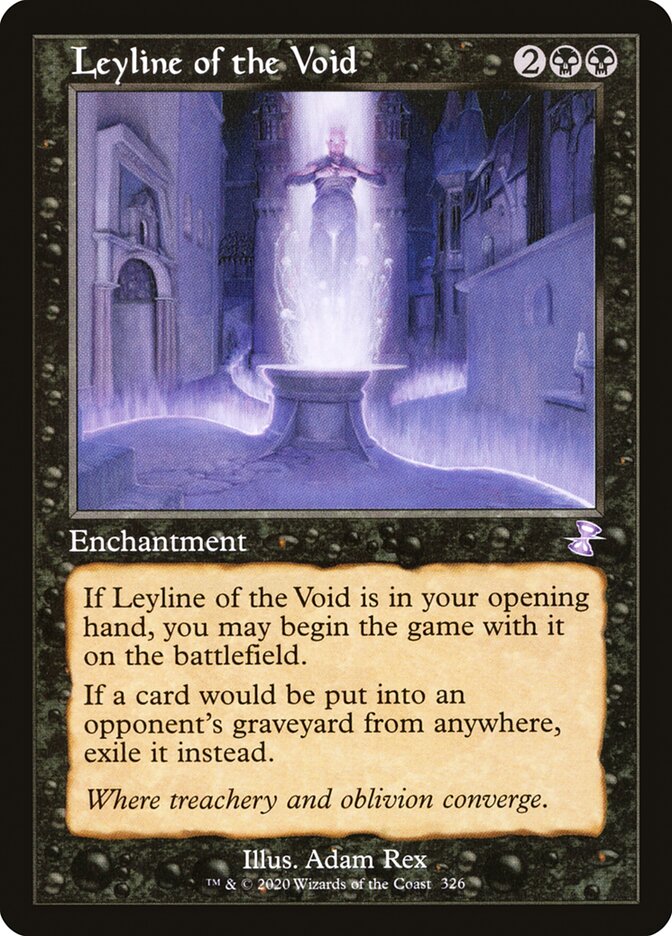 Leyline of the Void
2
Enchantment
If Leyline of the Void is in your opening
hand, you may begin the game with it
on the battlefield.
If a card would be put into an
opponent's graveyard from anywhere,
exile it instead.
Where treachery and oblivion converge.
Illus. Adam Rex
™ & © 2020 Wizards of the Coast 326